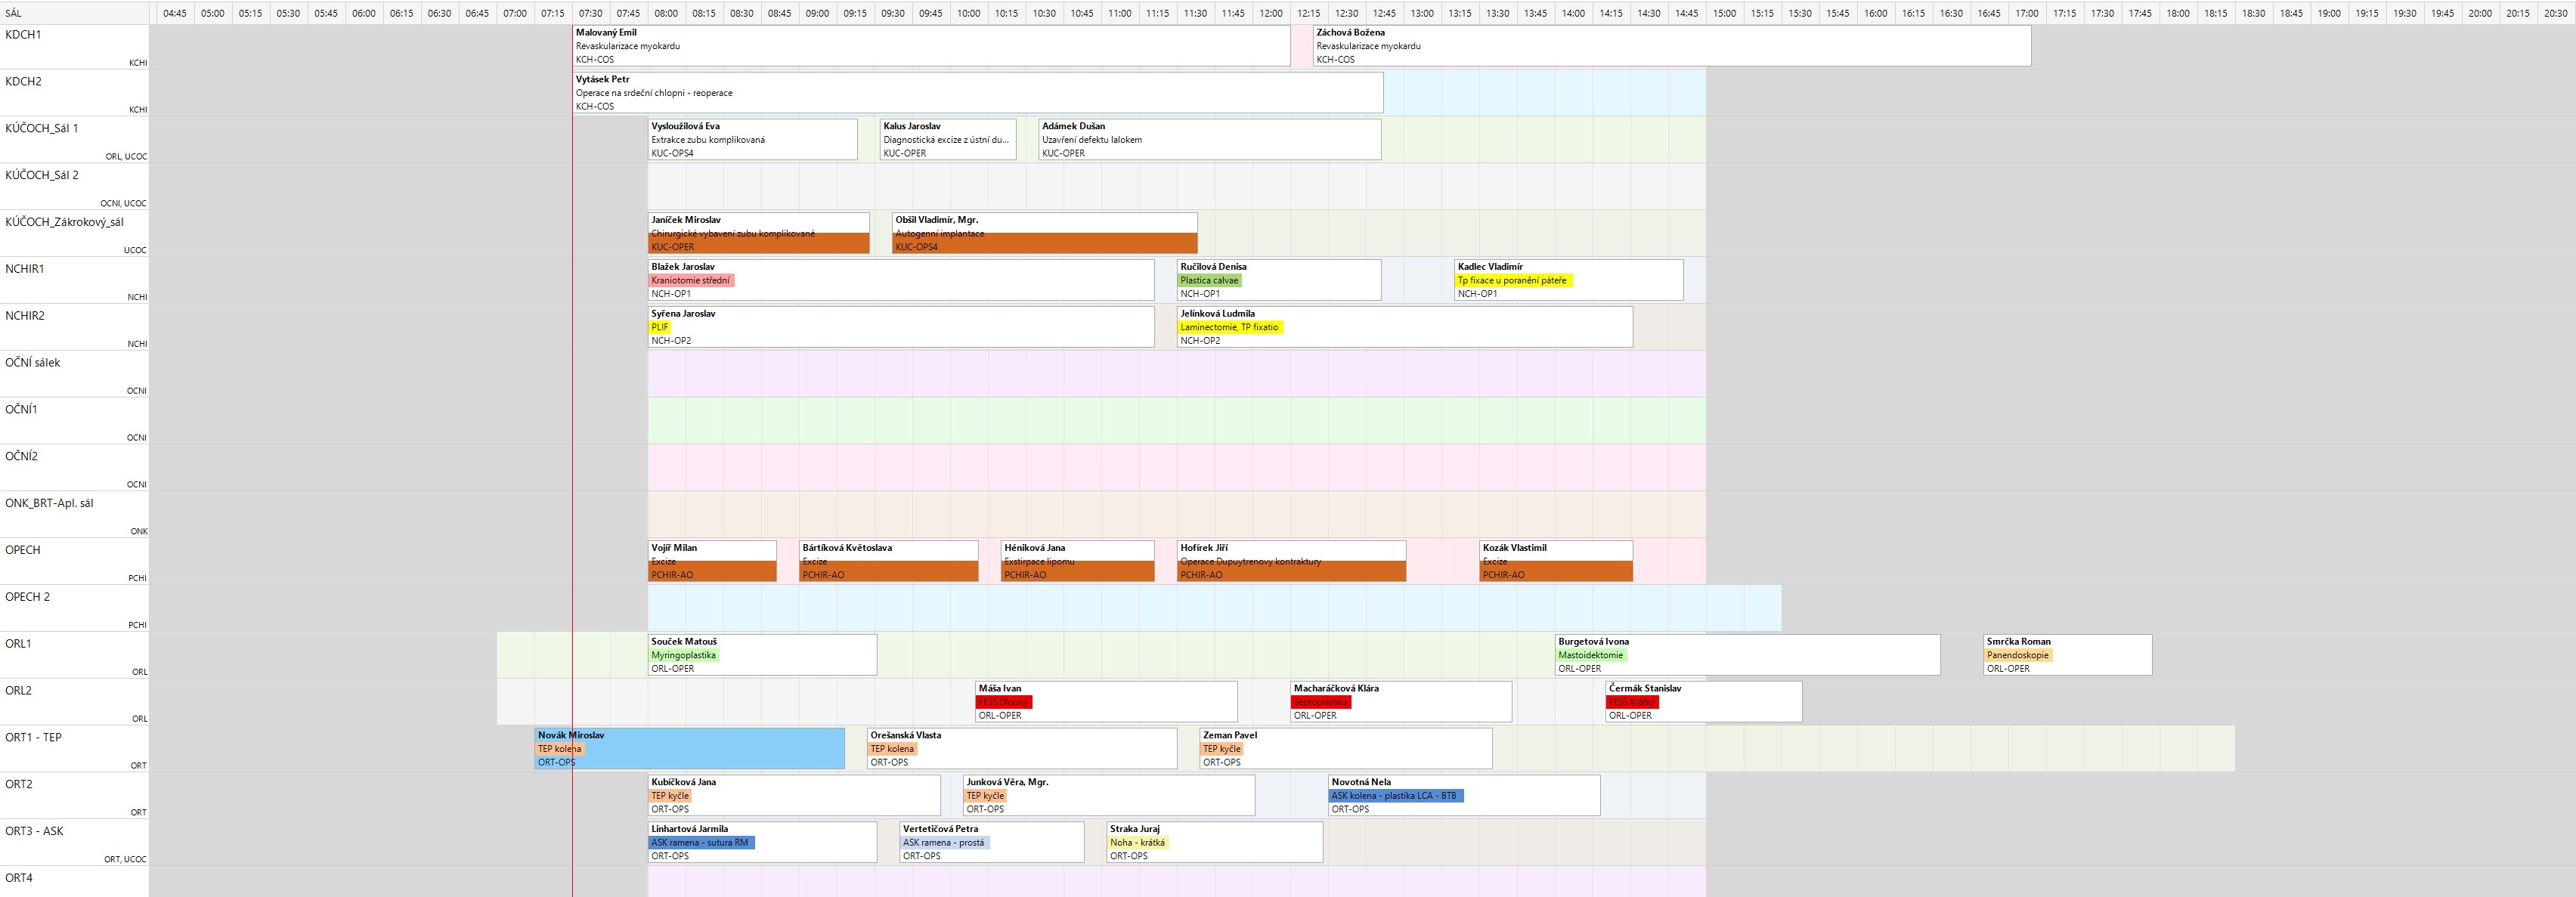 SÁL 04:45 05:00 05:15 05:30 05:45 06:00 06:15 06:30 06:45 07:00 07:15 07:30 07:45 08:00 08:15 08:30 08:45 09:00 09:15 09:30 09:45 10:00 10:15 10:30 10:45 11:00 11:15 11:30 11:45 12:00 12:15 12:30 12:45 13:00 13:15 13:30 13:45 14:00 14:15 14:30 14:45 15:00 15:15 15:30 15:45 16:00 16:15 16:30 16:45 17:00 17:15 17:30 17:45 18:00 18:15 18:30 18:45 19:00 19:15 19:30 19:45 20:00 20:15 20:30
KDCH1
KCHI
Malovaný Emil
Revaskularizace myokardu
KCH-COS
Záchová Božena
Revaskularizace myokardu
KCH-COS
KDCH2
KCHI
Vytásek Petr
Operace na srdeční chlopni - reoperace
KCH-COS
KÚČOCH_Sál 1
ORL, UCOC
Vysloužilová Eva
Extrakce zubu komplikovaná
KUC-OPS4
Kalus Jaroslav
Diagnostická excize z ústní du...
KUC-OPER
Adámek Dušan
Uzavření defektu lalokem
KUC-OPER
KÚČOCH_Sál 2
OCNI, UCOC
KÚČOCH_Zákrokový_sál
UCOC
Janíček Miroslav
Chirurgické vybavení zubu komplikované
KUC-OPER
Obšil Vladimír, Mgr.
Autogenní implantace
KUC-OPS4
NCHIR1
NCHI
Blažek Jaroslav
Kraniotomie střední
NCH-OP1
Ručilová Denisa
Plastica calvae
NCH-OP1
Kadlec Vladimír
Tp fixace u poranění páteře
NCH-OP1
NCHIR2
NCHI
Syřena Jaroslav
PLIF
NCH-OP2
Jelínková Ludmila
Laminectomie, TP fixatio
NCH-OP2
OČNÍ sálek
OCNI
OČNÍ1
OCNI
OČNÍ2
OCNI
ONK_BRT-Apl. sál
ONK
OPECH
PCHI
Vojíř Milan
Excize
PCHIR-AO
Bártíková Květoslava
Excize
PCHIR-AO
Héniková Jana
Exstirpace lipomu
PCHIR-AO
Hofírek Jiří
Operace Dupuytrenovy kontraktury
PCHIR-AO
Kozák Vlastimil
Excize
PCHIR-AO
OPECH 2
PCHI
ORL1
ORL
Souček Matouš
Myringoplastika
ORL-OPER
Burgetová Ivona
Mastoidektomie
ORL-OPER
Smrčka Roman
Panendoskopie
ORL-OPER
ORL2
ORL
Máša Ivan
FESS Dlouhý
ORL-OPER
Macharáčková Klára
Septoplastika
ORL-OPER
Čermák Stanislav
FESS Krátký
ORL-OPER
ORT1 - TEP
ORT
Novák Miroslav
TEP kolena
ORT-OPS
Orešanská Vlasta
TEP kolena
ORT-OPS
Zeman Pavel
TEP kyčle
ORT-OPS
ORT2
ORT
Kubíčková Jana
TEP kyčle
ORT-OPS
Junková Věra, Mgr.
TEP kyčle
ORT-OPS
Novotná Nela
ASK kolena - plastika LCA - BTB
ORT-OPS
ORT3 - ASK
ORT, UCOC
Linhartová Jarmila
ASK ramena - sutura RM
ORT-OPS
Vertetičová Petra
ASK ramena - prostá
ORT-OPS
Straka Juraj
Noha - krátká
ORT-OPS
ORT4